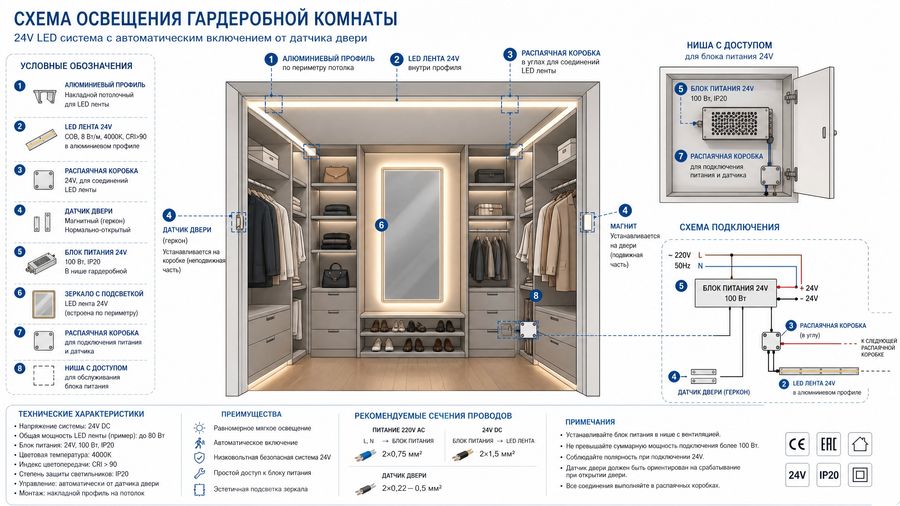 СХЕМА ОСВЕЩЕНИЯ ГАРДЕРОБНОЙ КОМНАТЫ
24V LED система с автоматическим включением от датчика двери
УСЛОВНЫЕ ОБОЗНАЧЕНИЯ
1
АЛЮМИНИЕВЫЙ ПРОФИЛЬ
Накладной потолочный
для LED ленты
2
LED ЛЕНТА 24V
COB, 8 Вт/м, 4000K, CRI>90
в алюминиевом профиле
3
РАСПАЯЧНАЯ КОРОБКА
24V, для соединений
LED ленты
4
ДАТЧИК ДВЕРИ
Магнитный (геркон)
Нормально-открытый
5
БЛОК ПИТАНИЯ 24V
100 Вт, IP20
В нише гардеробной
6
ЗЕРКАЛО С ПОДСВЕТКОЙ
LED лента 24V
(встроена по периметру)
7
РАСПАЯЧНАЯ КОРОБКА
для подключения питания
и датчика
8
НИША С ДОСТУПОМ
для обслуживания
блока питания
1 АЛЮМИНИЕВЫЙ ПРОФИЛЬ
по периметру потолка
2 LED ЛЕНТА 24V
внутри профиля
3 РАСПАЯЧНАЯ КОРОБКА
в углах для соединений
LED ленты
4
ДАТЧИК ДВЕРИ
(геркон)
Устанавливается на
коробке (неподвижная
часть)
6
8
4
МАГНИТ
Устанавливается
на двери
(подвижная
часть)
НИША С ДОСТУПОМ
для блока питания 24V
5 БЛОК ПИТАНИЯ 24V
100 Вт, IP20
7 РАСПАЯЧНАЯ КОРОБКА
для подключения
питания и датчика
СХЕМА ПОДКЛЮЧЕНИЯ
~ 220V L
50Hz N
5
БЛОК ПИТАНИЯ 24V
100 Вт
+ 24V
- 24V
3 РАСПАЯЧНАЯ КОРОБКА
(в углу)
К СЛЕДУЮЩЕЙ
РАСПАЯЧНОЙ
КОРОБКЕ
4
ДАТЧИК ДВЕРИ (ГЕРКОН)
2 LED ЛЕНТА 24V
в алюминиевом профиле
ТЕХНИЧЕСКИЕ ХАРАКТЕРИСТИКИ
• Напряжение системы: 24V DC
• Общая мощность LED ленты (пример): до 80 Вт
• Блок питания: 24V, 100 Вт, IP20
• Цветовая температура: 4000K
• Индекс цветопередачи: CRI > 90
• Степень защиты светильников: IP20
• Управление: автоматически от датчика двери
• Монтаж: накладной профиль на потолок
ПРЕИМУЩЕСТВА
Равномерное мягкое освещение
Автоматическое включение
Низковольтная безопасная система 24V
Простой доступ к блоку питания
Эстетичная подсветка зеркала
РЕКОМЕНДУЕМЫЕ СЕЧЕНИЯ ПРОВОДОВ
ПИТАНИЕ 220V AC
L, N → БЛОК ПИТАНИЯ
2×0,75 мм²
24V DC
БЛОК ПИТАНИЯ → LED ЛЕНТА
2×1,5 мм²
ДАТЧИК ДВЕРИ
2×0,22 – 0,5 мм²
ПРИМЕЧАНИЯ
• Устанавливайте блок питания в нише с вентиляцией.
• Не превышайте суммарную мощность подключения более 100 Вт.
• Соблюдайте полярность при подключении 24V.
• Датчик двери должен быть ориентирован на срабатывание
при открытии двери.
• Все соединения выполняйте в распаячных коробках.
CE
EAC
24V
IP20